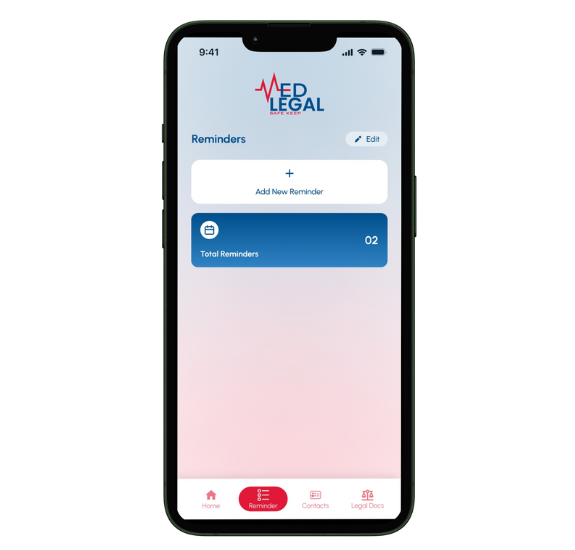 9:41
MED
LEGAL
SAFE KEEP
Reminders
Edit
+
Add New Reminder
02
Total Reminders
Home
Reminder
Contacts
Legal Docs